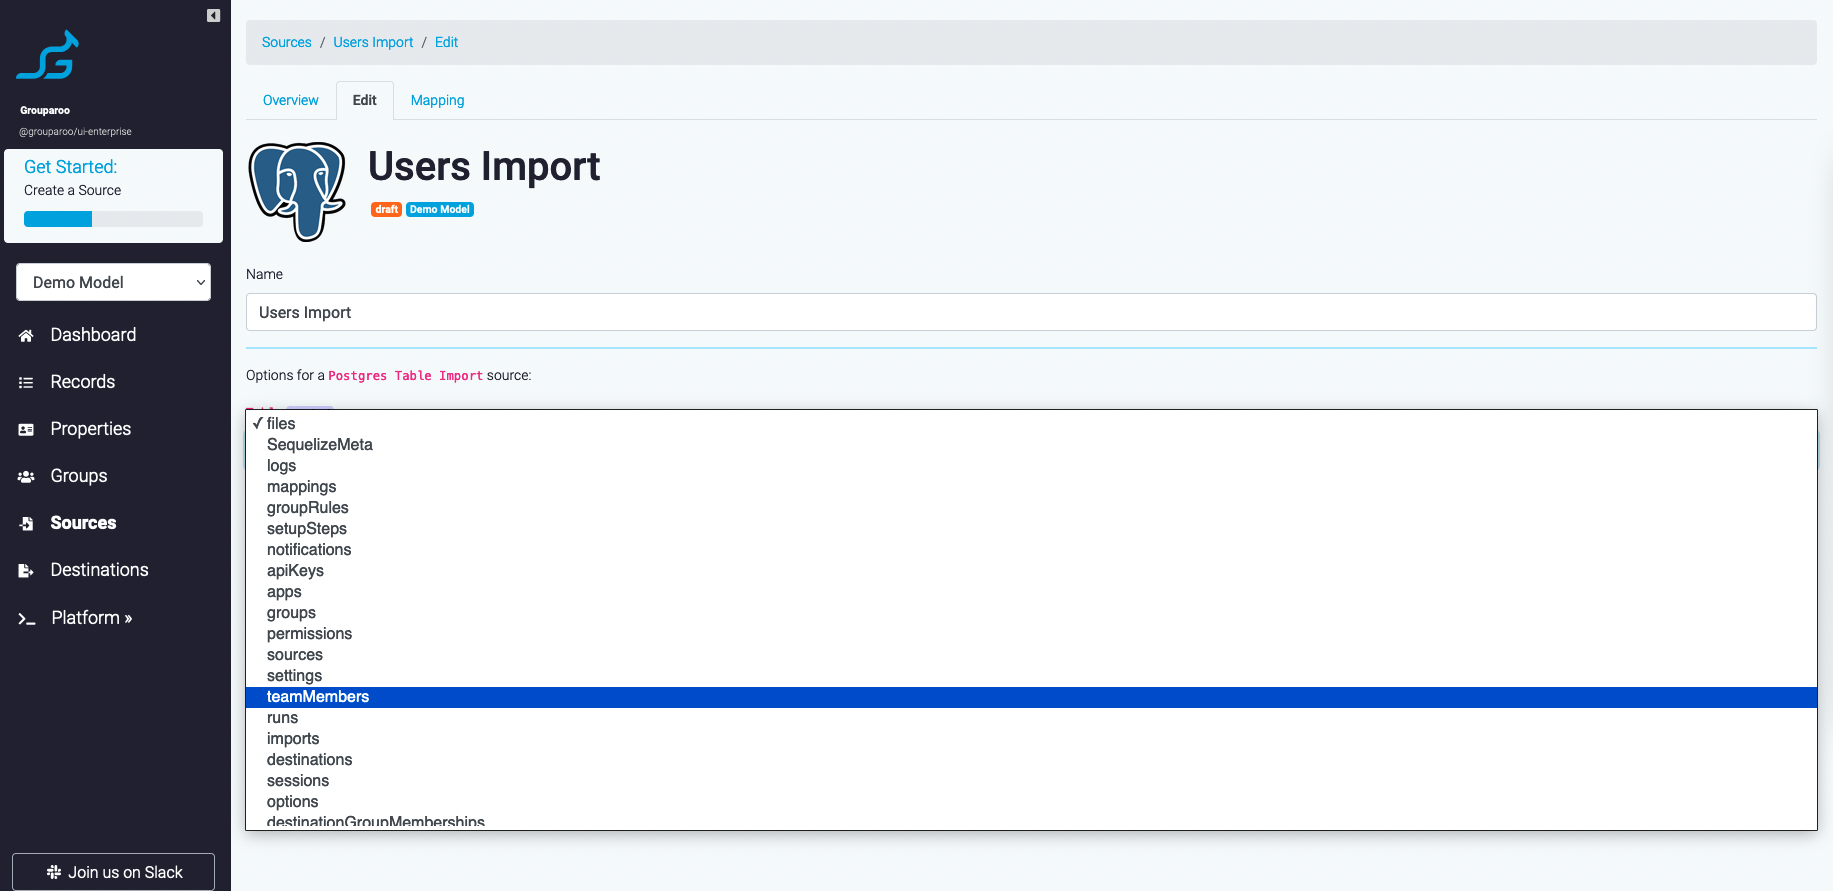 Grouparoo
@grouparoo/ui-enterprise
Get Started:
Create a Source
Demo Model
Dashboard
Records
Properties
Groups
Sources
Destinations
Platform »
Join us on Slack
Sources / Users Import / Edit
Overview Edit Mapping
Users Import
draft Demo Model
Name
Users Import
Options for a Postgres Table Import source:
✓ files
SequelizeMeta
logs
mappings
groupRules
setupSteps
notifications
apiKeys
apps
groups
permissions
sources
settings
teamMembers
runs
imports
destinations
sessions
options
destinationGroupMemberships